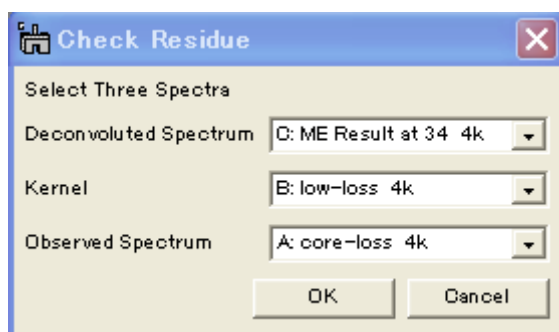 Check Residue
Select Three Spectra
Deconvoluted Spectrum C: ME Result at 34 4k
Kernel B: low-loss 4k
Observed Spectrum A: core-loss 4k
OK Cancel